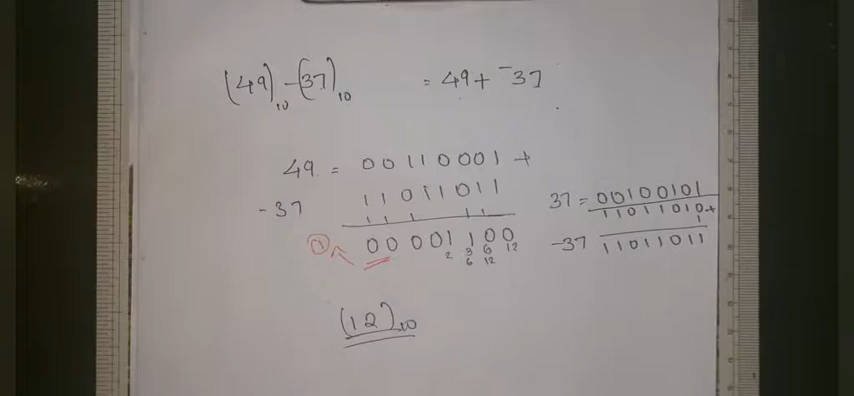 (49)10 - (37)10 = 49 + -37
49 = 00110001 +
-37 11011011
1 1 1 1 1
1 00001100
2 3 6 12
6 12
37 = 00100101
11011010 +
1
-37 11011011
(12)10